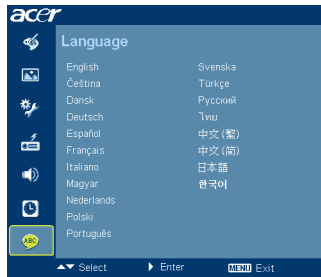 acer
Language
English
Čeština
Dansk
Deutsch
Español
Français
Italiano
Magyar
Nederlands
Polski
Português
Svenska
Türkçe
Русский
ไทย
中文 (繁)
中文 (简)
日本語
한국어
ABC
Select
Enter
MENU Exit